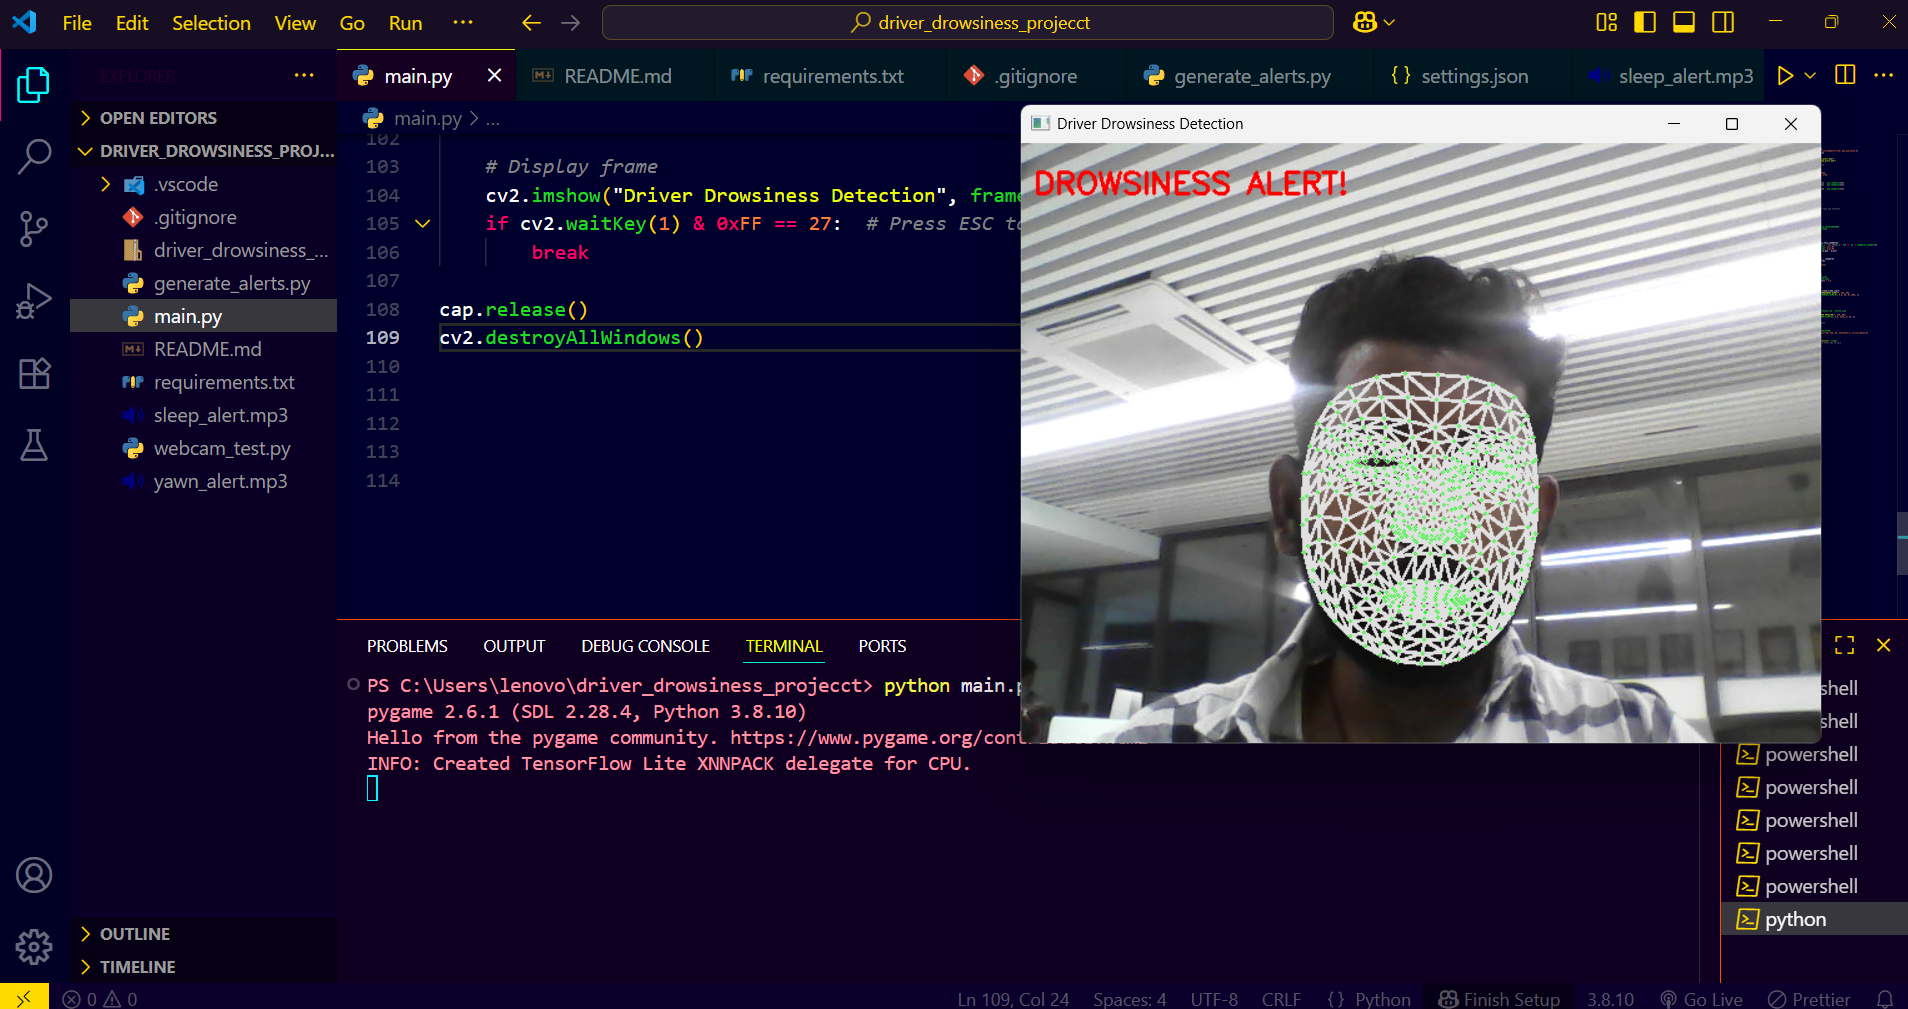 File Edit Selection View Go Run ···
driver_drowsiness_projecct
EXPLORER ···
OPEN EDITORS
DRIVER_DROWSINESS_PROJ...
.vscode
.gitignore
driver_drowsiness_...
generate_alerts.py
main.py
README.md
requirements.txt
sleep_alert.mp3
webcam_test.py
yawn_alert.mp3
OUTLINE
TIMELINE
main.py README.md requirements.txt .gitignore generate_alerts.py {} settings.json sleep_alert.mp3 ···
main.py > ...
102
103 # Display frame
104 cv2.imshow("Driver Drowsiness Detection", frame
105 if cv2.waitKey(1) & 0xFF == 27: # Press ESC to
106 break
107
108 cap.release()
109 cv2.destroyAllWindows()
110
111
112
113
114
Driver Drowsiness Detection
DROWSINESS ALERT!
PROBLEMS OUTPUT DEBUG CONSOLE TERMINAL PORTS
PS C:\Users\lenovo\driver_drowsiness_projecct> python main.p
pygame 2.6.1 (SDL 2.28.4, Python 3.8.10)
Hello from the pygame community. https://www.pygame.org/cont
INFO: Created TensorFlow Lite XNNPACK delegate for CPU.
shell
shell
powershell
powershell
powershell
powershell
powershell
python
0 0 Ln 109, Col 24 Spaces: 4 UTF-8 CRLF {} Python Finish Setup 3.8.10 Go Live Prettier